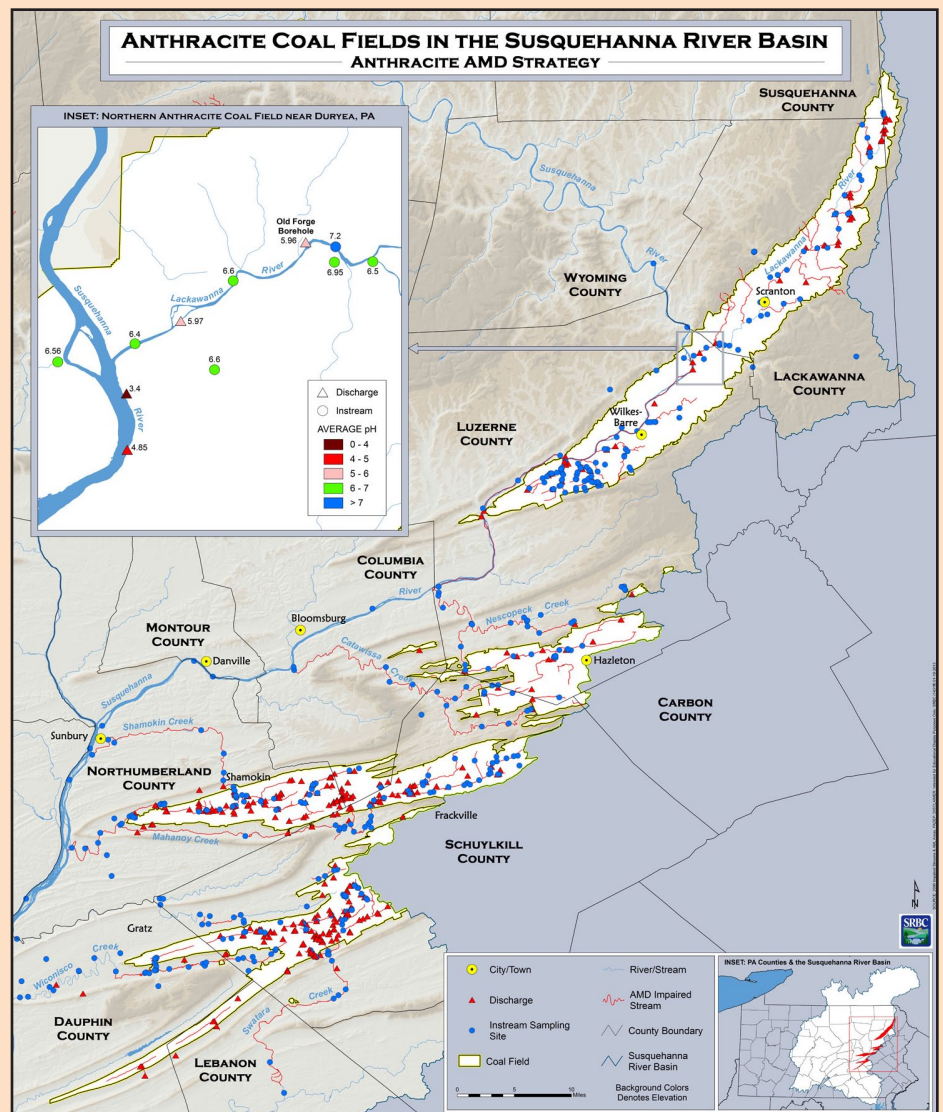 ANTHRACITE COAL FIELDS IN THE SUSQUEHANNA RIVER BASIN
ANTHRACITE AMD STRATEGY
INSET: NORTHERN ANTHRACITE COAL FIELD NEAR DURYEA, PA
Old Forge
Borehole
5.96
7.2
6.95
6.5
6.6
River
Lackawanna
5.97
Susquehanna
6.4
6.56
6.6
3.4
River
4.85
Discharge
Instream
AVERAGE pH
0 - 4
4 - 5
5 - 6
6 - 7
> 7
SUSQUEHANNA
COUNTY
Susquehanna
River
River
Lackawanna
WYOMING
COUNTY
Scranton
LACKAWANNA
COUNTY
Wilkes-
Barre
LUZERNE
COUNTY
COLUMBIA
COUNTY
River
Nescopeck Creek
Bloomsburg
MONTOUR
COUNTY
Catawissa
Creek
Danville
Hazleton
Susquehanna
CARBON
COUNTY
Shamokin Creek
Sunbury
NORTHUMBERLAND
COUNTY
Shamokin
Frackville
Mahanoy Creek
SCHUYLKILL
COUNTY
Gratz
Wiconisco Creek
Swatara Creek
DAUPHIN
COUNTY
LEBANON
COUNTY
N
SRBC
City/Town
Discharge
Instream Sampling
Site
Coal Field
River/Stream
AMD Impaired
Stream
County Boundary
Susquehanna
River Basin
Background Colors
Denotes Elevation
0
5
10
Miles
INSET: PA Counties & the Susquehanna River Basin